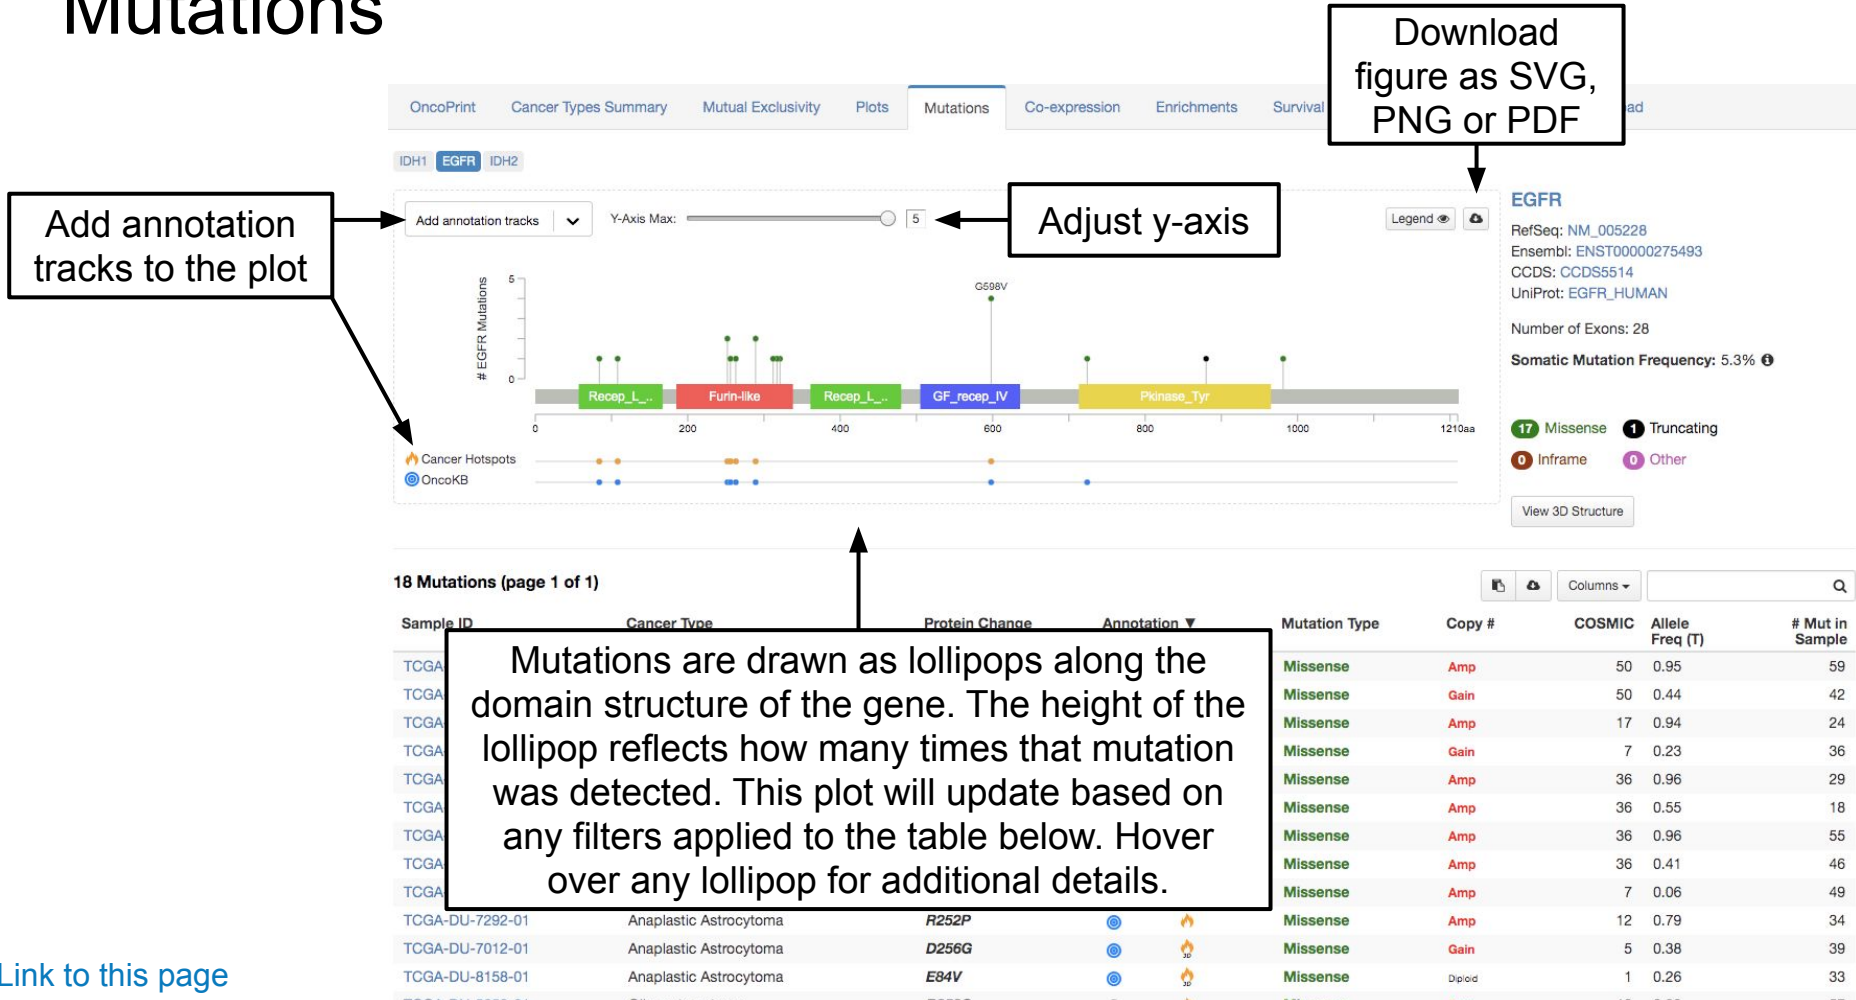 Mutations
Download
figure as SVG,
PNG or PDF
OncoPrint Cancer Types Summary Mutual Exclusivity Plots Mutations Co-expression Enrichments Survival
IDH1 EGFR IDH2
Add annotation
tracks to the plot
Add annotation tracks
Y-Axis Max: 5
Adjust y-axis
Legend
EGFR
RefSeq: NM_005228
Ensembl: ENST00000275493
CCDS: CCDS5514
UniProt: EGFR_HUMAN
Number of Exons: 28
Somatic Mutation Frequency: 5.3%
17 Missense 1 Truncating
0 Inframe 0 Other
View 3D Structure
# EGFR Mutations
5
0
G598V
Recep_L_.. Furin-like Recep_L_.. GF_recep_IV Pkinase_Tyr
0 200 400 600 800 1000 1210aa
Cancer Hotspots
OncoKB
18 Mutations (page 1 of 1)
Columns
Sample ID Cancer Type Protein Change Annotation ▼ Mutation Type Copy # COSMIC Allele Freq (T) # Mut in Sample
Mutations are drawn as lollipops along the
domain structure of the gene. The height of the
lollipop reflects how many times that mutation
was detected. This plot will update based on
any filters applied to the table below. Hover
over any lollipop for additional details.
TCGA Missense Amp 50 0.95 59
TCGA Missense Gain 50 0.44 42
TCGA Missense Amp 17 0.94 24
TCGA Missense Gain 7 0.23 36
TCGA Missense Amp 36 0.96 29
TCGA Missense Amp 36 0.55 18
TCGA Missense Amp 36 0.96 55
TCGA Missense Amp 36 0.41 46
TCGA Missense Amp 7 0.06 49
TCGA-DU-7292-01 Anaplastic Astrocytoma R252P Missense Amp 12 0.79 34
TCGA-DU-7012-01 Anaplastic Astrocytoma D256G 3D Missense Gain 5 0.38 39
TCGA-DU-8158-01 Anaplastic Astrocytoma E84V 3D Missense Diploid 1 0.26 33
Link to this page